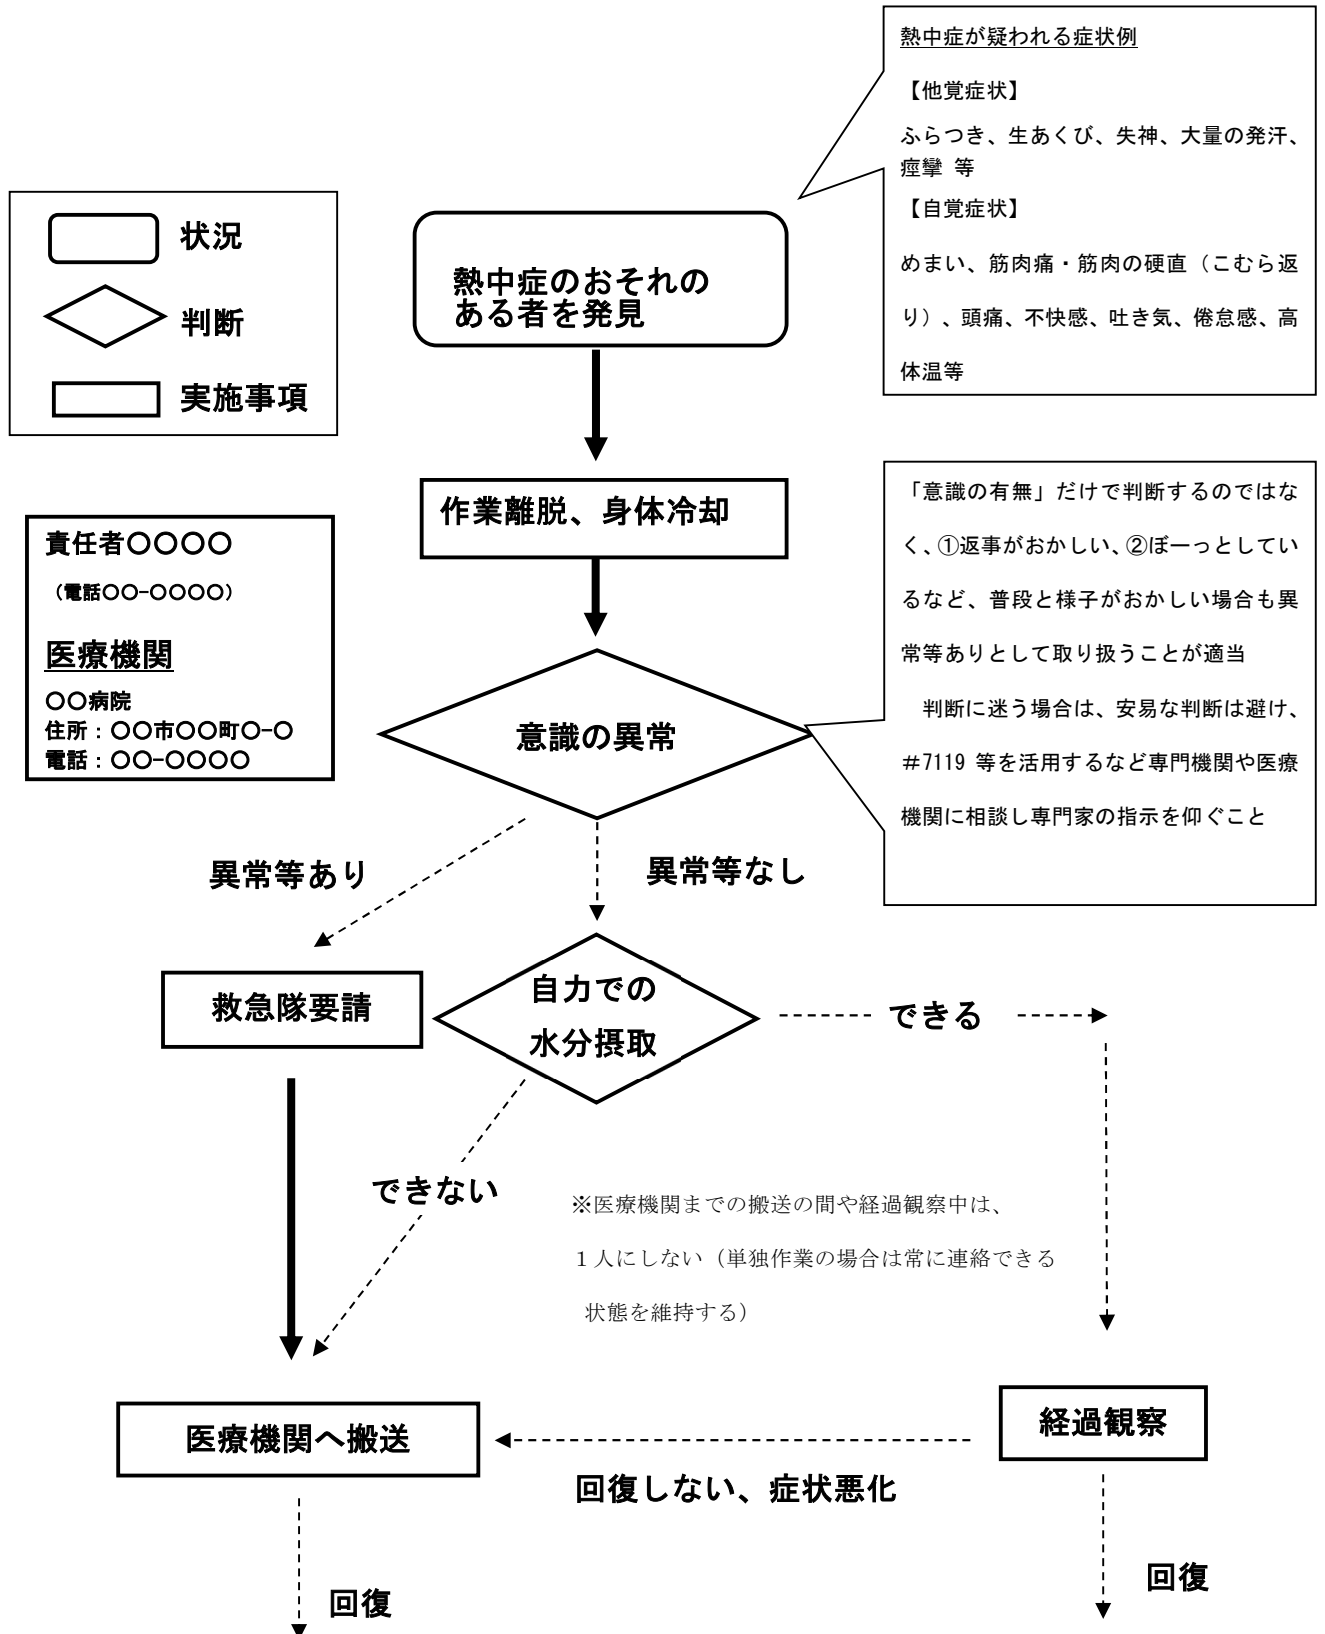 熱中症が疑われる症状例
【他覚症状】
ふらつき、生あくび、失神、大量の発汗、
痙攣 等
【自覚症状】
めまい、筋肉痛・筋肉の硬直（こむら返
り）、頭痛、不快感、吐き気、倦怠感、高
体温等
状況
判断
実施事項
熱中症のおそれの
ある者を発見
作業離脱、身体冷却
責任者〇〇〇〇
（電話〇〇-〇〇〇〇）
医療機関
〇〇病院
住所：〇〇市〇〇町〇-〇
電話：〇〇-〇〇〇〇
「意識の有無」だけで判断するのではな
く、①返事がおかしい、②ぼーっとしてい
るなど、普段と様子がおかしい場合も異
常等ありとして取り扱うことが適当
判断に迷う場合は、安易な判断は避け、
＃7119 等を活用するなど専門機関や医療
機関に相談し専門家の指示を仰ぐこと
意識の異常
異常等あり
異常等なし
救急隊要請
自力での
水分摂取
できる
できない
※医療機関までの搬送の間や経過観察中は、
１人にしない（単独作業の場合は常に連絡できる
状態を維持する）
医療機関へ搬送
経過観察
回復しない、症状悪化
回復
回復